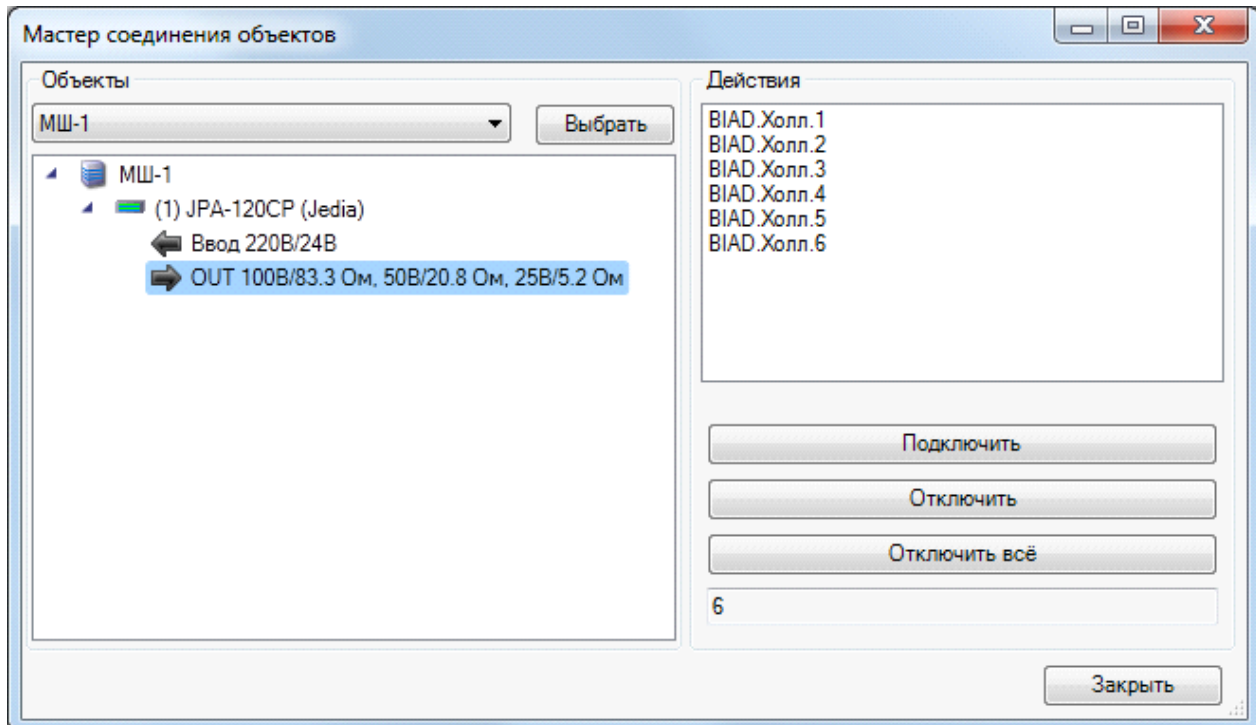 Мастер соединения объектов
Объекты
МШ-1
Выбрать
МШ-1
(1) JPA-120CP (Jedia)
Ввод 220В/24В
OUT 100В/83.3 Ом, 50В/20.8 Ом, 25В/5.2 Ом
Действия
BIAD.Холл.1
BIAD.Холл.2
BIAD.Холл.3
BIAD.Холл.4
BIAD.Холл.5
BIAD.Холл.6
Подключить
Отключить
Отключить всё
6
Закрыть